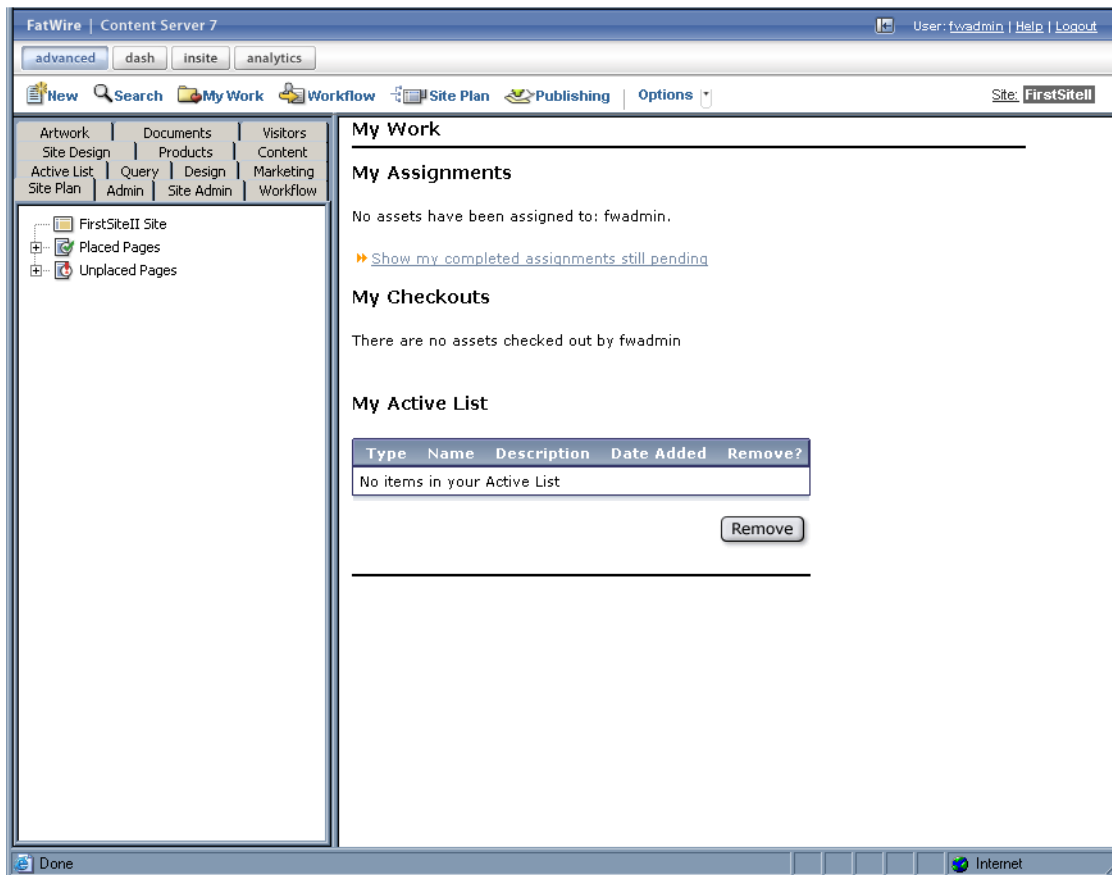 FatWire | Content Server 7 User: fwadmin | Help | Logout
advanced dash insite analytics
New Search My Work Workflow Site Plan Publishing | Options Site: FirstSiteII
Artwork Documents Visitors
Site Design Products Content
Active List Query Design Marketing
Site Plan Admin Site Admin Workflow
FirstSiteII Site
Placed Pages
Unplaced Pages
My Work
My Assignments
No assets have been assigned to: fwadmin.
Show my completed assignments still pending
My Checkouts
There are no assets checked out by fwadmin
My Active List
Type Name Description Date Added Remove?
No items in your Active List
Remove
Done Internet